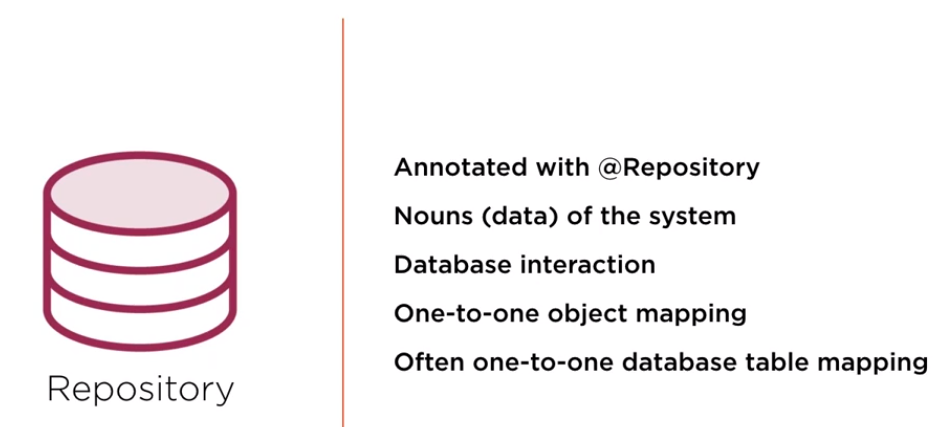 Annotated with @Repository
Nouns (data) of the system
Database interaction
One-to-one object mapping
Often one-to-one database table mapping
Repository